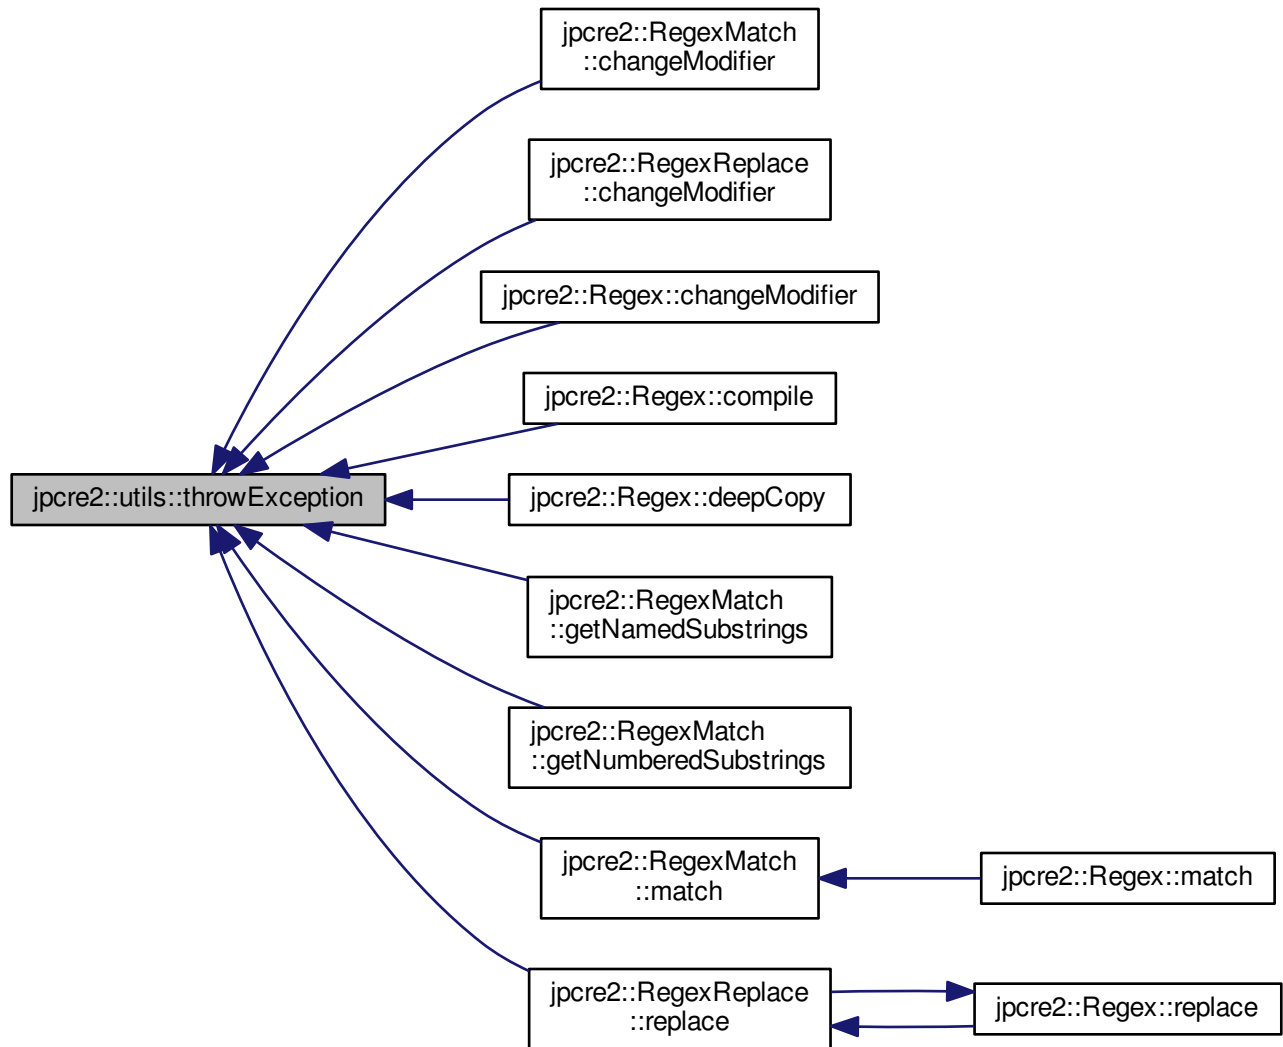 jpcre2::RegexMatch
::changeModifier
jpcre2::RegexReplace
::changeModifier
jpcre2::Regex::changeModifier
jpcre2::Regex::compile
jpcre2::utils::throwException
jpcre2::Regex::deepCopy
jpcre2::RegexMatch
::getNamedSubstrings
jpcre2::RegexMatch
::getNumberedSubstrings
jpcre2::RegexMatch
::match
jpcre2::Regex::match
jpcre2::RegexReplace
::replace
jpcre2::Regex::replace